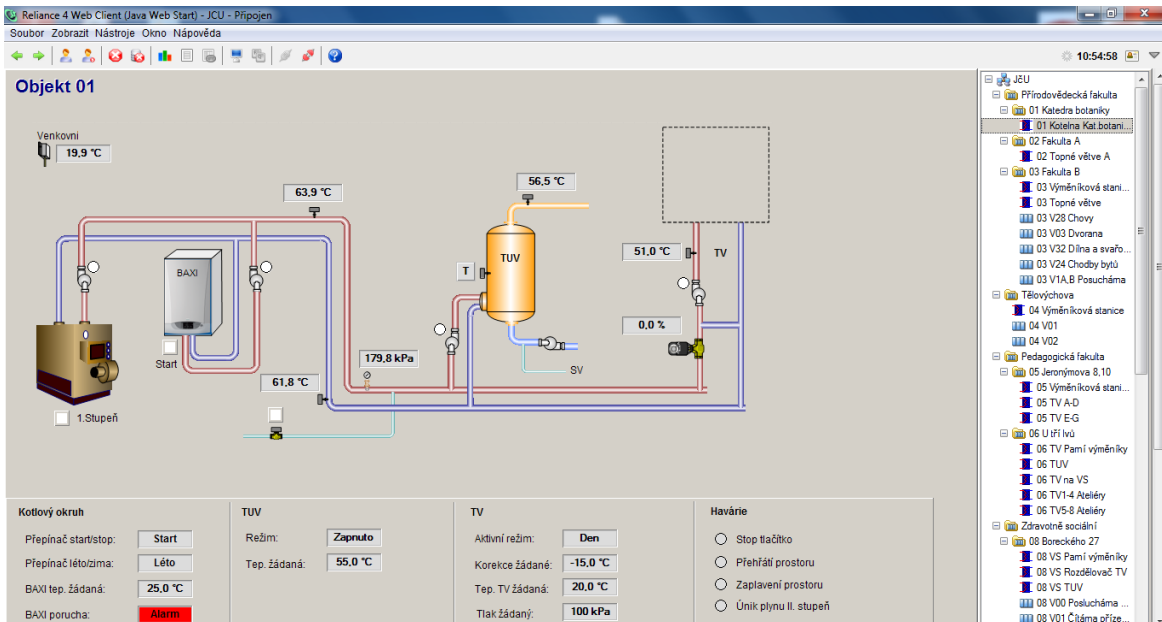 Reliance 4 Web Client (Java Web Start) - JCU - Připojen
Soubor Zobrazit Nástroje Okno Nápověda
10:54:58
Objekt 01
Venkovni
19,9 °C
63,9 °C
56,5 °C
BAXI
TUV
T
51,0 °C
TV
0,0 %
Start
179,8 kPa
SV
61,8 °C
1.Stupeň
Kotlový okruh
Přepínač start/stop: Start
Přepínač léto/zima: Léto
BAXI tep. žádaná: 25,0 °C
BAXI porucha: Alarm
TUV
Režim: Zapnuto
Tep. žádaná: 55,0 °C
TV
Aktivní režim: Den
Korekce žádané: -15,0 °C
Tep. TV žádaná: 20,0 °C
Tlak žádaný: 100 kPa
Havárie
Stop tlačítko
Přehřátí prostoru
Zaplavení prostoru
Únik plynu II. stupeň
JčU
Přírodovědecká fakulta
01 Katedra botaniky
01 Kotelna Kat.botani...
02 Fakulta A
02 Topné větve A
03 Fakulta B
03 Výměníková stani...
03 Topné větve
03 V28 Chovy
03 V03 Dvorana
03 V32 Dílna a svařo...
03 V24 Chodby bytů
03 V1A,B Posucháma
Tělovýchova
04 Výměníková stanice
04 V01
04 V02
Pedagogická fakulta
05 Jeronýmova 8,10
05 Výměníková stani...
05 TV A-D
05 TV E-G
06 U tří lvů
06 TV Parní výměníky
06 TUV
06 TV na VS
06 TV1-4 Ateliéry
06 TV5-8 Ateliéry
Zdravotně sociální
08 Boreckého 27
08 VS Parní výměníky
08 VS Rozdělovač TV
08 VS TUV
08 V00 Poslucháma ...
08 V01 Čítárna příze...